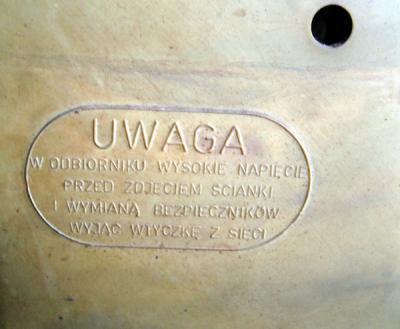 UWAGA
W ODBIORNIKU WYSOKIE NAPIĘCIE
PRZED ZDJĘCIEM ŚCIANKI
I WYMIANĄ BEZPIECZNIKÓW
WYJĄĆ WTYCZKĘ Z SIECI